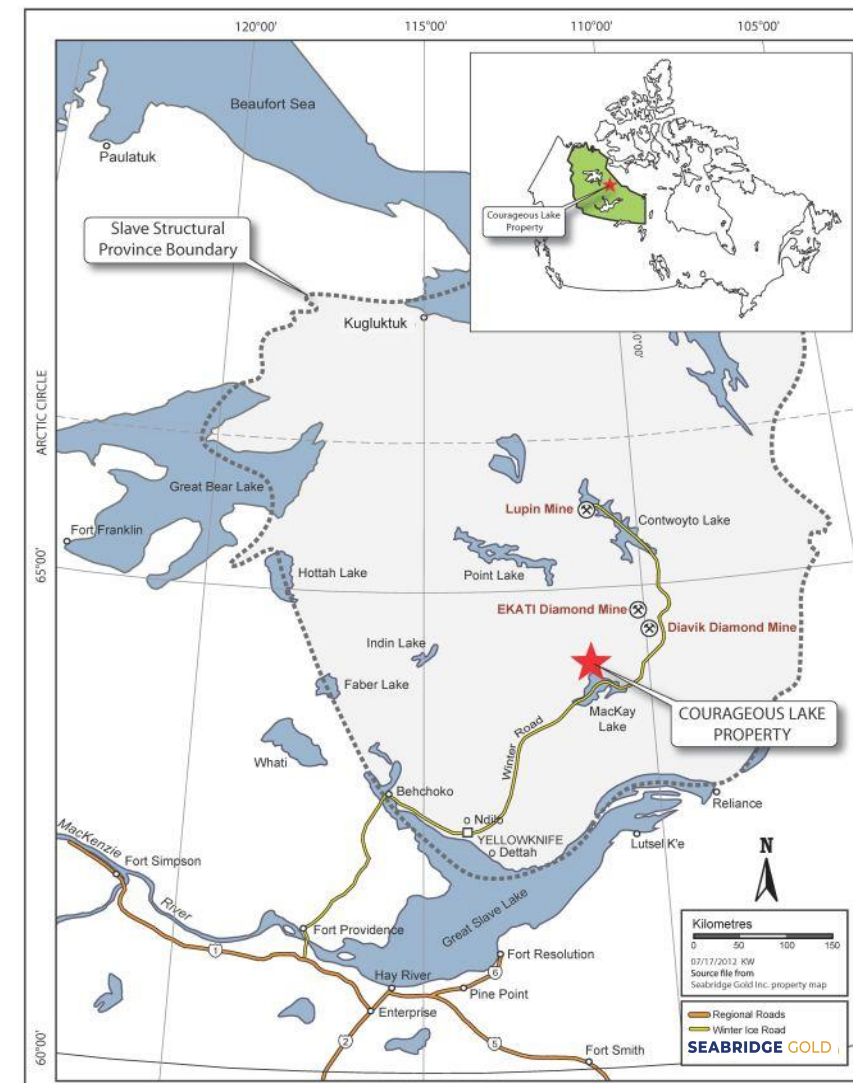 120°00'
115°00'
110°00'
105°00'
Beaufort Sea
Paulatuk
Courageous Lake
Property
Slave Structural
Province Boundary
Kugluktuk
ARCTIC CIRCLE
Great Bear Lake
Lupin Mine
Contwoyto Lake
Fort Franklin
65°00'
Hottah Lake
Point Lake
EKATI Diamond Mine
Diavik Diamond Mine
Indin Lake
Faber Lake
MacKay
Lake
COURAGEOUS LAKE
PROPERTY
Winter Road
Whati
Behchoko
Reliance
Ndilo
YELLOWKNIFE
Dettah
Lutsel K'e
MacKenzie
River
Fort Simpson
N
Great Slave Lake
Fort Providence
Kilometres
0 50 100 150
07/17/2012 KW
Source file from
Seabridge Gold Inc. property map
1
Fort Resolution
6
Hay River
Pine Point
Enterprise
Regional Roads
Winter Ice Road
SEABRIDGE GOLD
2
5
Fort Smith
60°00'